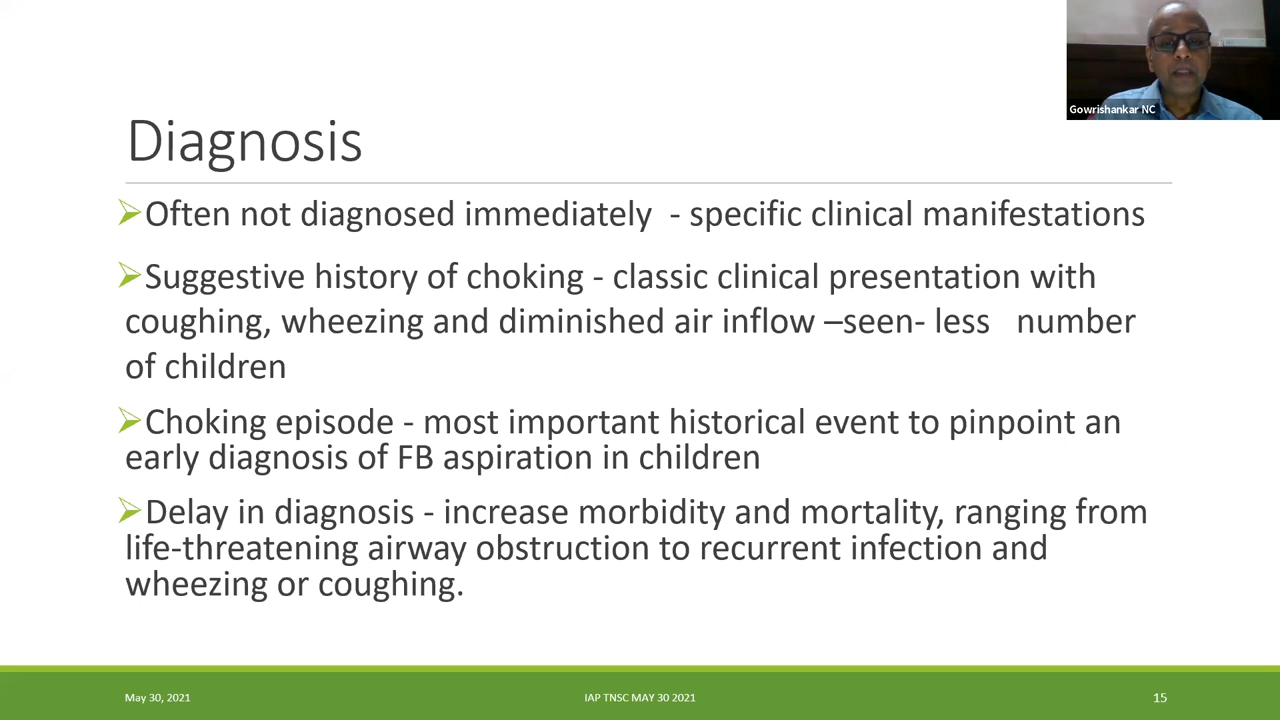 Gowrishankar NC
Diagnosis
Often not diagnosed immediately - specific clinical manifestations
Suggestive history of choking - classic clinical presentation with
coughing, wheezing and diminished air inflow –seen- less number
of children
Choking episode - most important historical event to pinpoint an
early diagnosis of FB aspiration in children
Delay in diagnosis - increase morbidity and mortality, ranging from
life-threatening airway obstruction to recurrent infection and
wheezing or coughing.
May 30, 2021
IAP TNSC MAY 30 2021
15